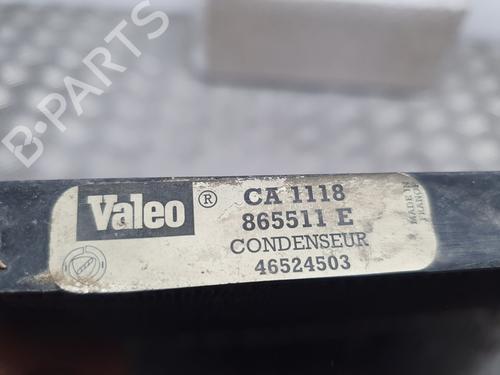 B-PARTS
Valeo ®
CA 1118
865511 E
CONDENSEUR
46524503
MADE IN
FRANCE